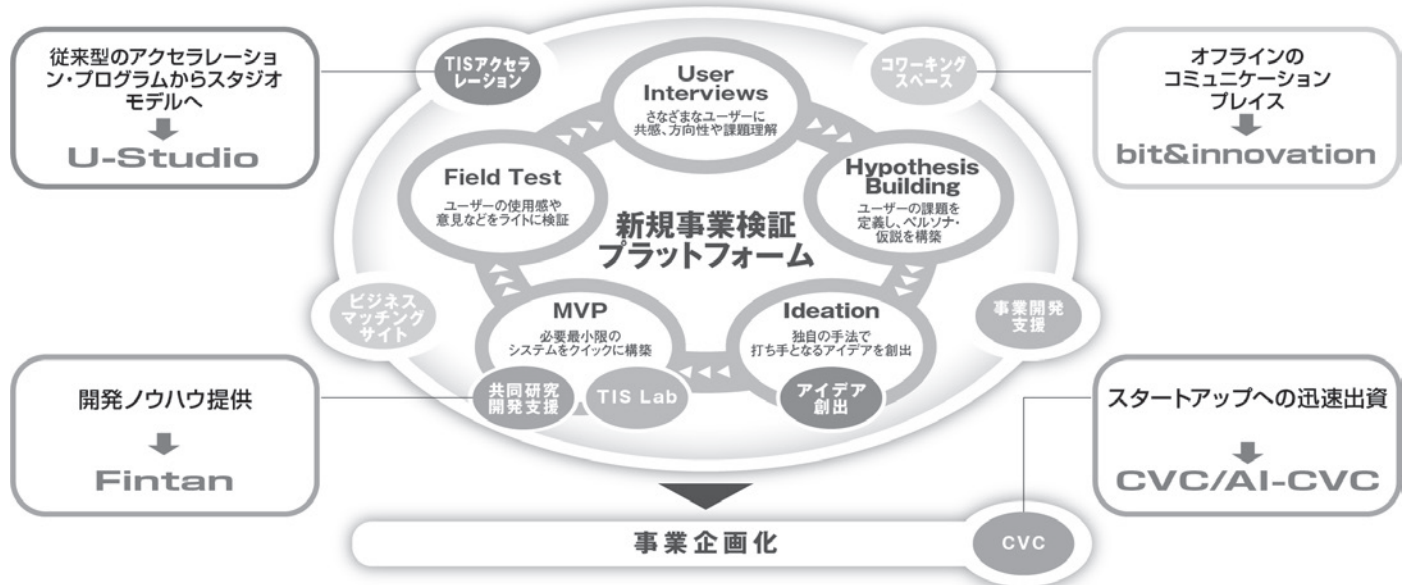 従来型のアクセラレーショ
ン・プログラムからスタジオ
モデルへ
U-Studio
TISアクセラ
レーション
User
Interviews
さなざまなユーザーに
共感、方向性や課題理解
コワーキング
スペース
オフラインの
コミュニケーション
プレイス
bit&innovation
Field Test
ユーザーの使用感や
意見などをライトに検証
Hypothesis
Building
ユーザーの課題を
定義し、ペルソナ・
仮説を構築
新規事業検証
プラットフォーム
ビジネス
マッチング
サイト
MVP
必要最小限の
システムをクイックに構築
Ideation
独自の手法で
打ち手となるアイデアを創出
事業開発
支援
共同研究
開発支援
TIS Lab
アイデア
創出
開発ノウハウ提供
Fintan
スタートアップへの迅速出資
CVC/AI-CVC
事業企画化
CVC